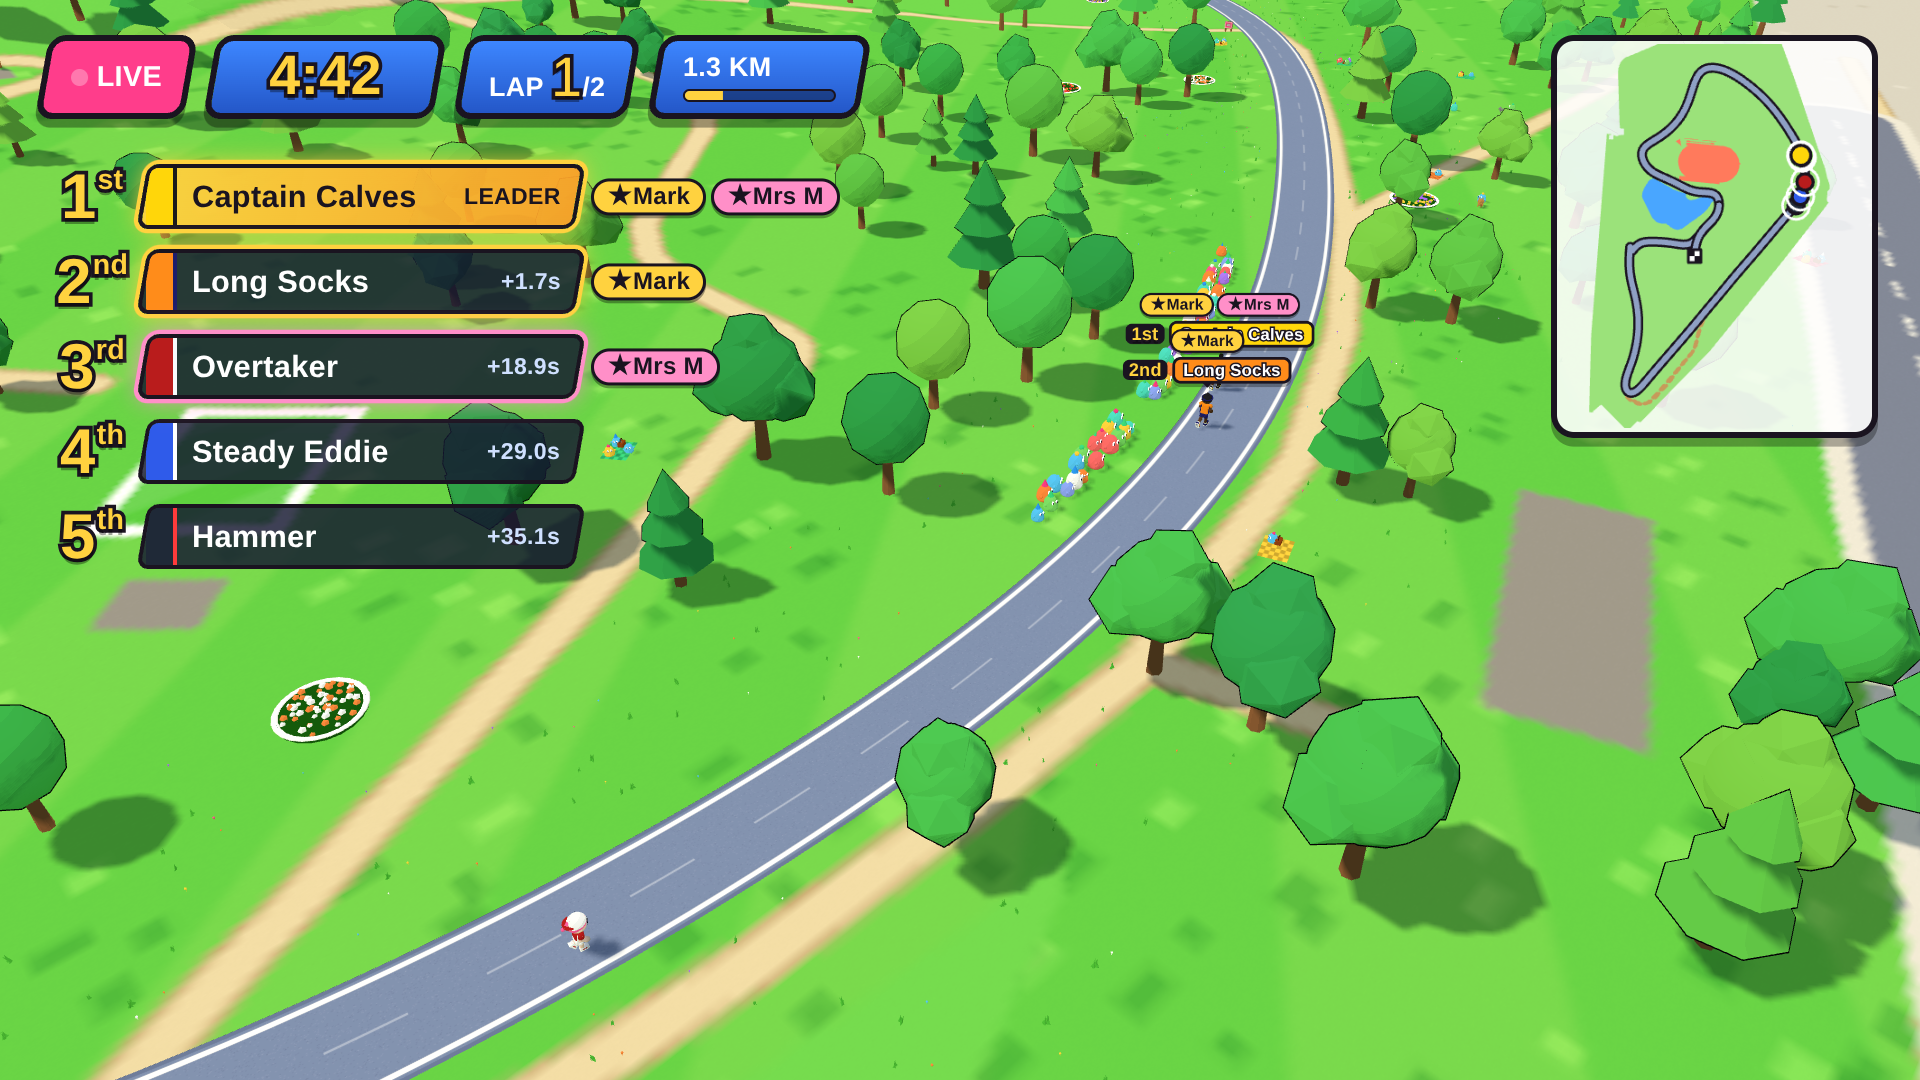 LIVE
4:42
LAP 1/2
1.3 KM
1st Captain Calves LEADER ★Mark ★Mrs M
2nd Long Socks +1.7s ★Mark
3rd Overtaker +18.9s ★Mrs M
4th Steady Eddie +29.0s
5th Hammer +35.1s
★Mark ★Mrs M
1st Calves
★Mark
2nd Long Socks